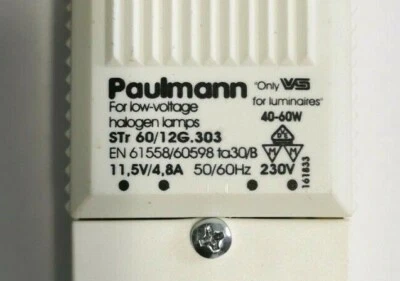 Paulmann
For low-voltage
halogen lamps
STr 60/12G.303
EN 61558/60598 ta30/B
11,5V/4,8A 50/60Hz 230V
"Only VS
for luminaires"
40-60W
M M
161833